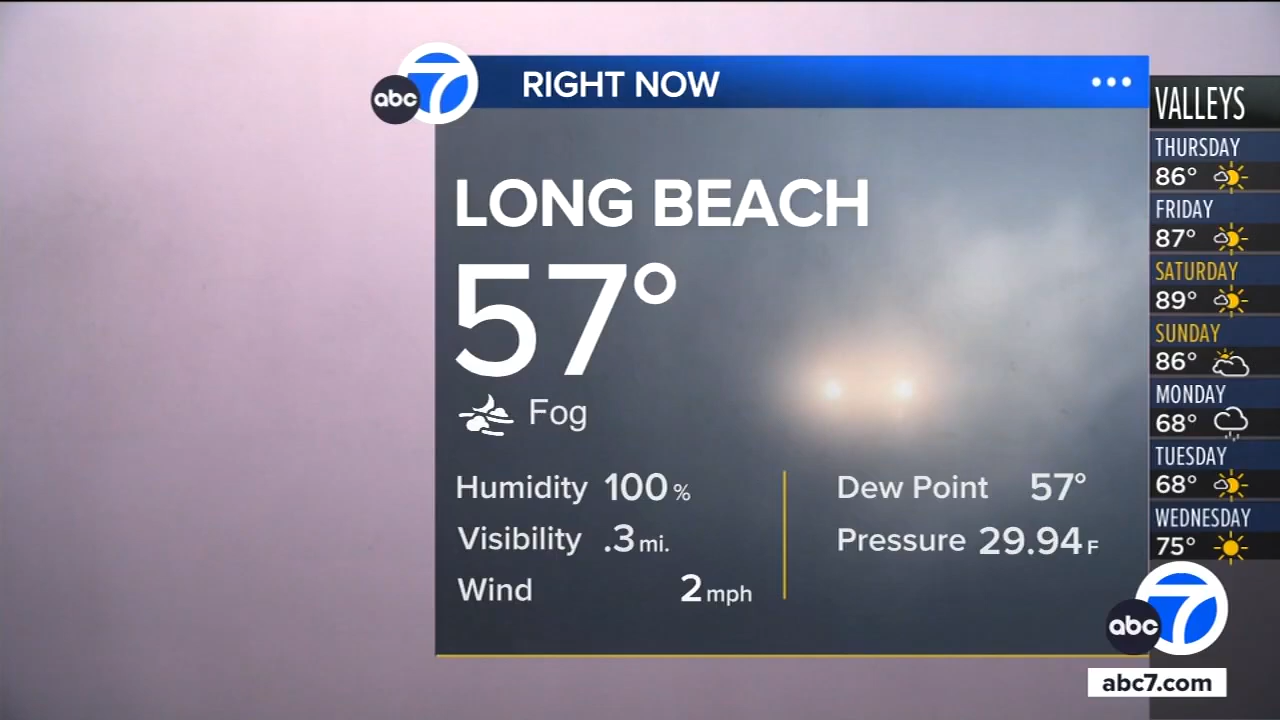 abc 7
RIGHT NOW
LONG BEACH
57°
Fog
Humidity 100 %
Visibility .3 mi.
Wind 2 mph
Dew Point 57°
Pressure 29.94 F
VALLEYS
THURSDAY
86°
FRIDAY
87°
SATURDAY
89°
SUNDAY
86°
MONDAY
68°
TUESDAY
68°
WEDNESDAY
75°
abc 7
abc7.com